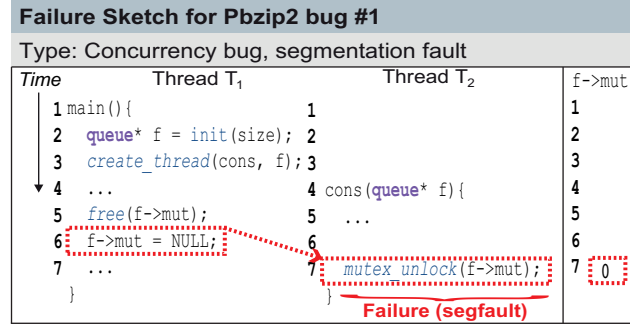 Failure Sketch for Pbzip2 bug #1
Type: Concurrency bug, segmentation fault
Time Thread T1 Thread T2 f->mut
1 main(){ 1 1
2 queue* f = init(size); 2 2
3 create_thread(cons, f); 3 3
4 ... 4 cons(queue* f){ 4
5 free(f->mut); 5 ... 5
6 f->mut = NULL; 6 6
7 ... 7 mutex_unlock(f->mut); 7 0
} }
Failure (segfault)